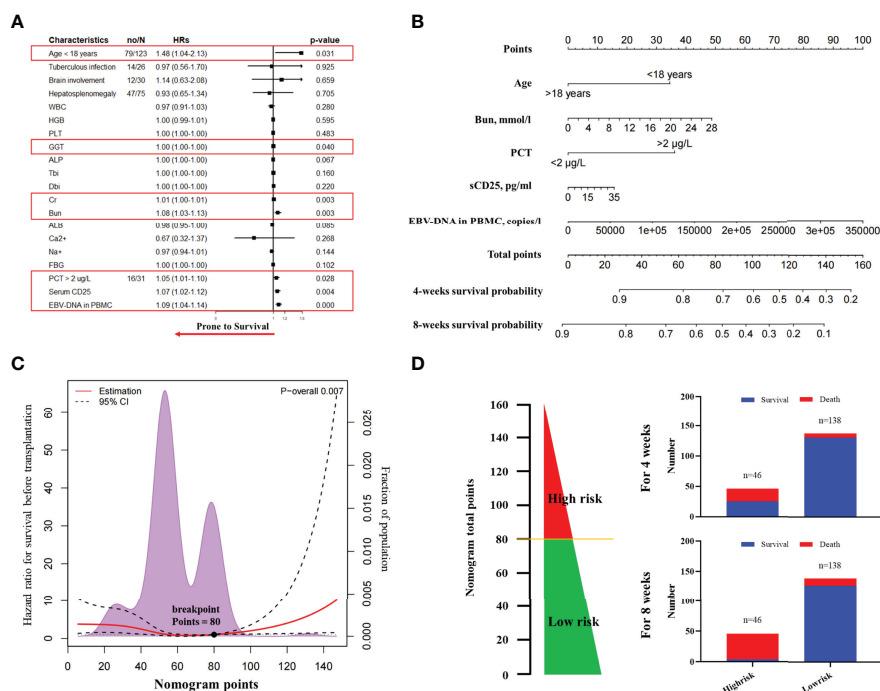 A
Characteristics no/N HRs p-value
Age < 18 years 79/123 1.48 (1.04-2.13) 0.031
Tuberculous infection 14/26 0.97 (0.56-1.70) 0.925
Brain involvement 12/30 1.14 (0.63-2.08) 0.659
Hepatosplenomegaly 47/75 0.93 (0.65-1.34) 0.705
WBC 0.97 (0.91-1.03) 0.280
HGB 1.00 (0.99-1.01) 0.595
PLT 1.00 (1.00-1.00) 0.483
GGT 1.00 (1.00-1.00) 0.040
ALP 1.00 (1.00-1.00) 0.067
Tbi 1.00 (1.00-1.00) 0.160
Dbi 1.00 (1.00-1.00) 0.220
Cr 1.01 (1.00-1.01) 0.003
Bun 1.08 (1.03-1.13) 0.003
ALB 0.98 (0.95-1.00) 0.085
Ca2+ 0.67 (0.32-1.37) 0.268
Na+ 0.97 (0.94-1.01) 0.144
FBG 1.00 (1.00-1.00) 0.102
PCT > 2 ug/L 16/31 1.05 (1.01-1.10) 0.028
Serum CD25 1.07 (1.02-1.12) 0.004
EBV-DNA in PBMC 1.09 (1.04-1.14) 0.000
Prone to Survival
B
Points 0 10 20 30 40 50 60 70 80 90 100
Age <18 years
>18 years
Bun, mmol/l
0 2 4 6 8 12 16 20 24 28
PCT >2 μg/L
<2 μg/L
sCD25, pg/ml
0 15 35
EBV-DNA in PBMC, copies/l
0 50000 150000 1e+05 250000 350000
Total points
0 20 40 60 80 100 120 140 160
4-weeks survival probability
0.9 0.8 0.7 0.6 0.5 0.4 0.3 0.2
8-weeks survival probability
0.9 0.8 0.7 0.6 0.5 0.4 0.3 0.2 0.1
C
Estimation
95% CI
P-overall 0.007
Hazard ratio for survival before transplantation
0 10 20 30 40 50 60
Fraction of population
0.0000 0.0005 0.0010 0.0015 0.020 0.025
breakpoint
Points = 80
0 20 40 60 80 100 120 140
Nomogram points
D
Nomogram total points
160
140
120
100
80
60
40
20
0
High risk
Low risk
For 4 weeks
Survival Death
Number
200
150
100
50
0
n=46
n=138
For 8 weeks
Survival Death
Number
200
150
100
50
0
n=46
n=138
Highrisk Lowrisk